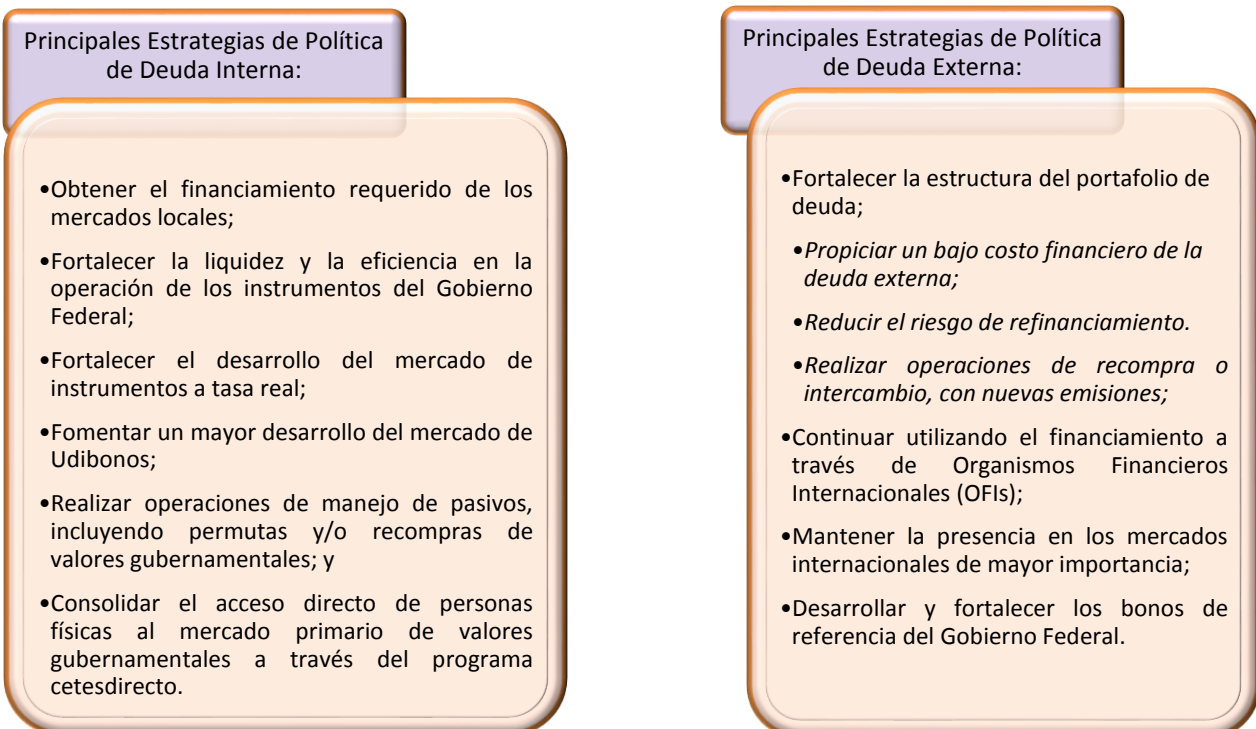 Principales Estrategias de Política
de Deuda Interna:
•Obtener el financiamiento requerido de los
mercados locales;
•Fortalecer la liquidez y la eficiencia en la
operación de los instrumentos del Gobierno
Federal;
•Fortalecer el desarrollo del mercado de
instrumentos a tasa real;
•Fomentar un mayor desarrollo del mercado de
Udibonos;
•Realizar operaciones de manejo de pasivos,
incluyendo permutas y/o recompras de
valores gubernamentales; y
•Consolidar el acceso directo de personas
físicas al mercado primario de valores
gubernamentales a través del programa
cetesdirecto.
Principales Estrategias de Política
de Deuda Externa:
•Fortalecer la estructura del portafolio de
deuda;
•Propiciar un bajo costo financiero de la
deuda externa;
•Reducir el riesgo de refinanciamiento.
•Realizar operaciones de recompra o
intercambio, con nuevas emisiones;
•Continuar utilizando el financiamiento a
través de Organismos Financieros
Internacionales (OFIs);
•Mantener la presencia en los mercados
internacionales de mayor importancia;
•Desarrollar y fortalecer los bonos de
referencia del Gobierno Federal.